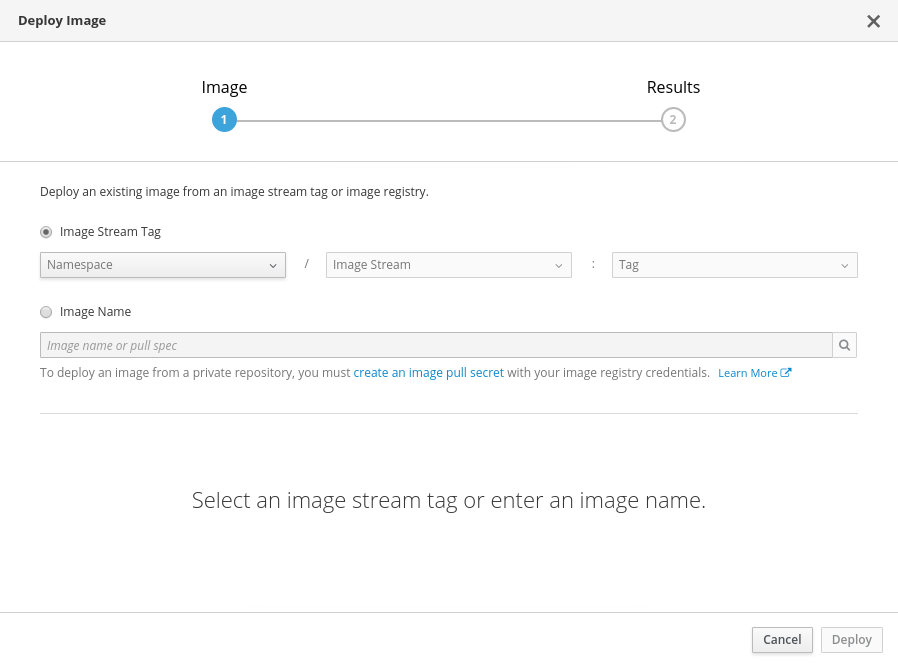 Deploy Image
Image Results
1 2
Deploy an existing image from an image stream tag or image registry.
Image Stream Tag
Namespace / Image Stream : Tag
Image Name
Image name or pull spec
To deploy an image from a private repository, you must create an image pull secret with your image registry credentials. Learn More
Select an image stream tag or enter an image name.
Cancel Deploy